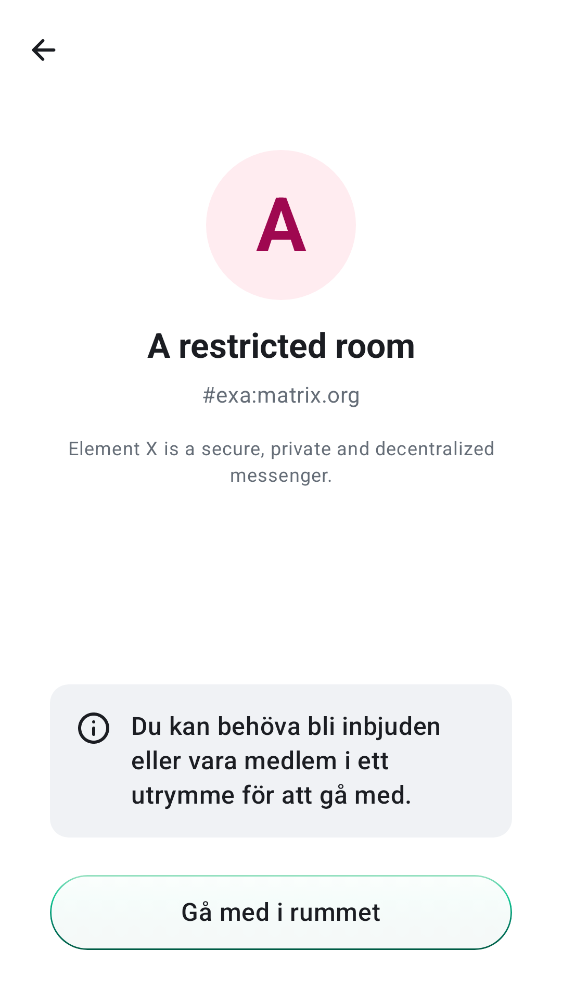 A
A restricted room
#exa:matrix.org
Element X is a secure, private and decentralized
messenger.
Du kan behöva bli inbjuden
eller vara medlem i ett
utrymme för att gå med.
Gå med i rummet